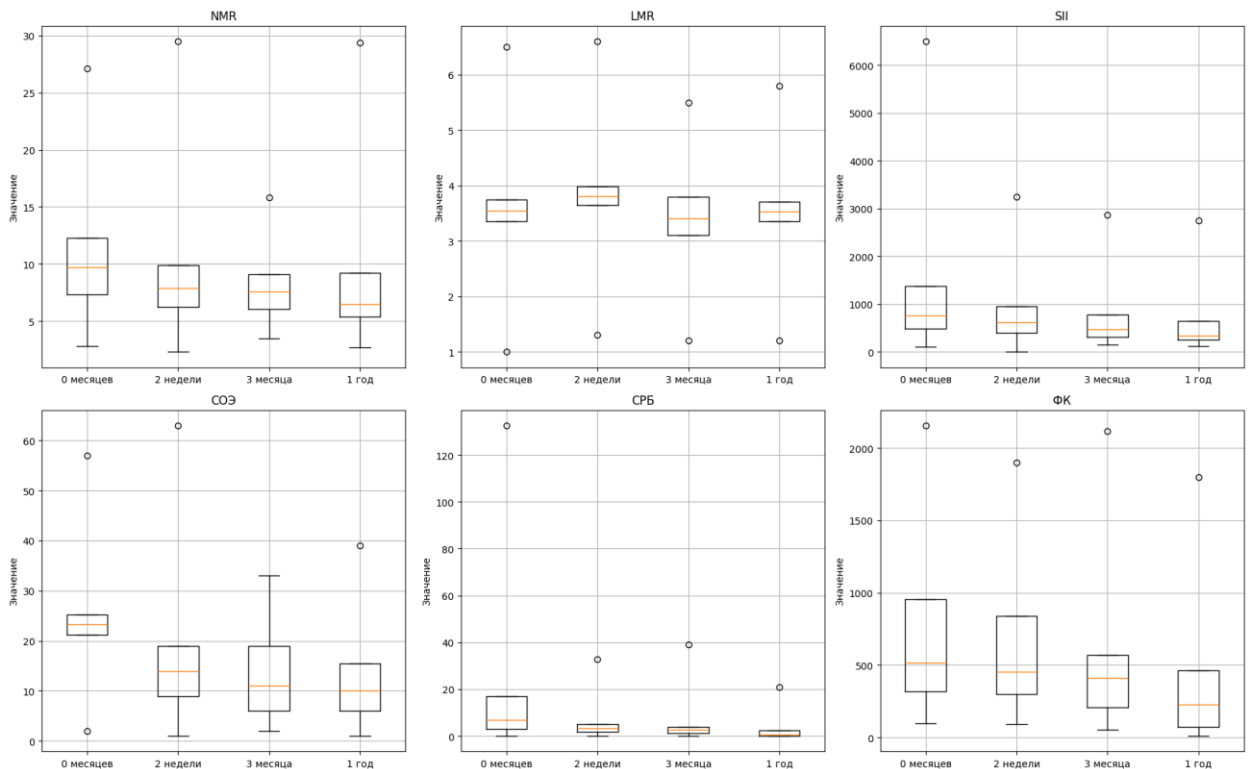 NMR
LMR
SII
Значение
30
25
20
15
10
5
0 месяцев
2 недели
3 месяца
1 год
Значение
6
5
4
3
2
1
0 месяцев
2 недели
3 месяца
1 год
Значение
6000
5000
4000
3000
2000
1000
0
0 месяцев
2 недели
3 месяца
1 год
СОЭ
СРБ
ФК
Значение
60
50
40
30
20
10
0
0 месяцев
2 недели
3 месяца
1 год
Значение
120
100
80
60
40
20
0
0 месяцев
2 недели
3 месяца
1 год
Значение
2000
1500
1000
500
0
0 месяцев
2 недели
3 месяца
1 год